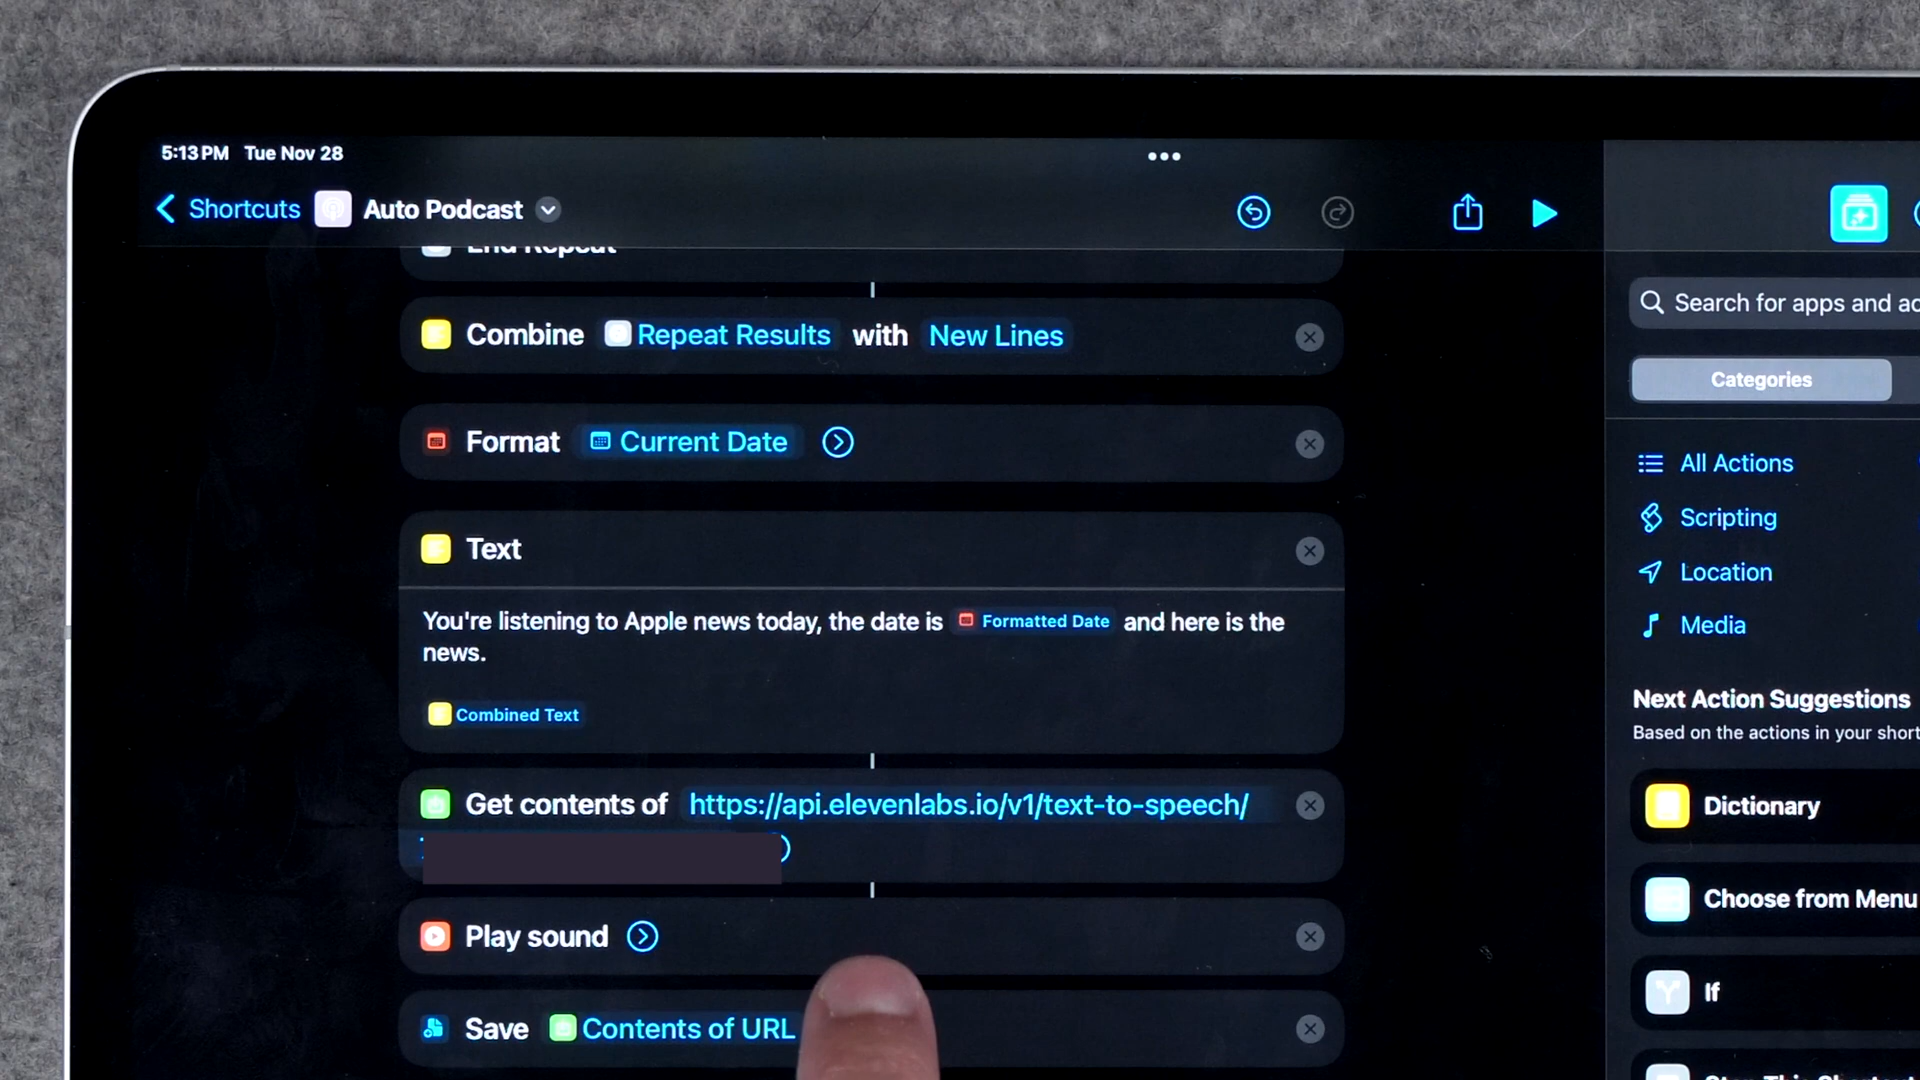 5:13 PM Tue Nov 28
Shortcuts Auto Podcast
End Repeat
Combine Repeat Results with New Lines
Format Current Date
Text
You're listening to Apple news today, the date is Formatted Date and here is the
news.
Combined Text
Get contents of https://api.elevenlabs.io/v1/text-to-speech/
Play sound
Save Contents of URL
Search for apps and
Categories
All Actions
Scripting
Location
Media
Next Action Suggestions
Based on the actions in your
Dictionary
Choose from Menu
If